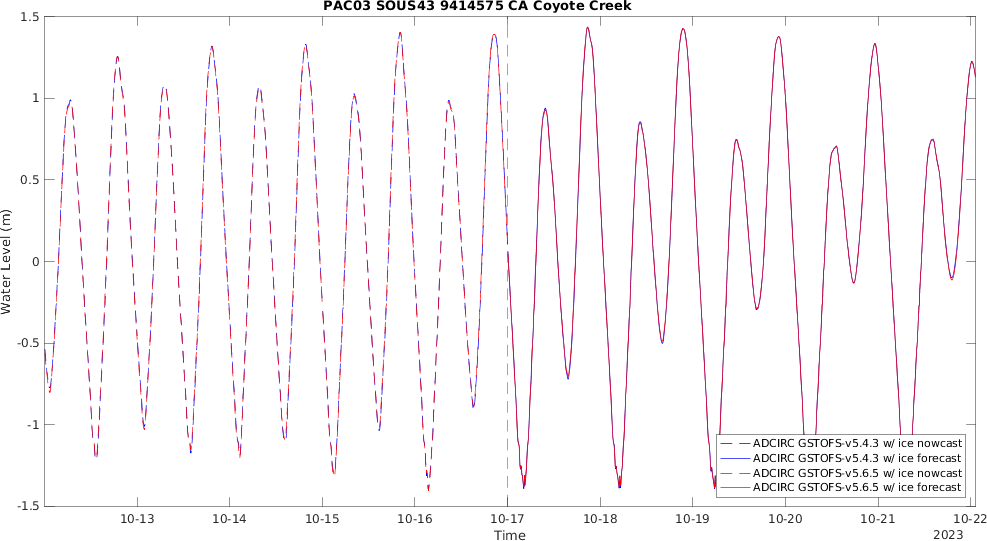 PAC03 SOUS43 9414575 CA Coyote Creek
1.5
1
0.5
0
-0.5
-1
-1.5
Water Level (m)
ADCIRC GSTOFS-v5.4.3 w/ ice nowcast
ADCIRC GSTOFS-v5.4.3 w/ ice forecast
ADCIRC GSTOFS-v5.6.5 w/ ice nowcast
ADCIRC GSTOFS-v5.6.5 w/ ice forecast
10-13 10-14 10-15 10-16 10-17 10-18 10-19 10-20 10-21 10-22
Time
2023